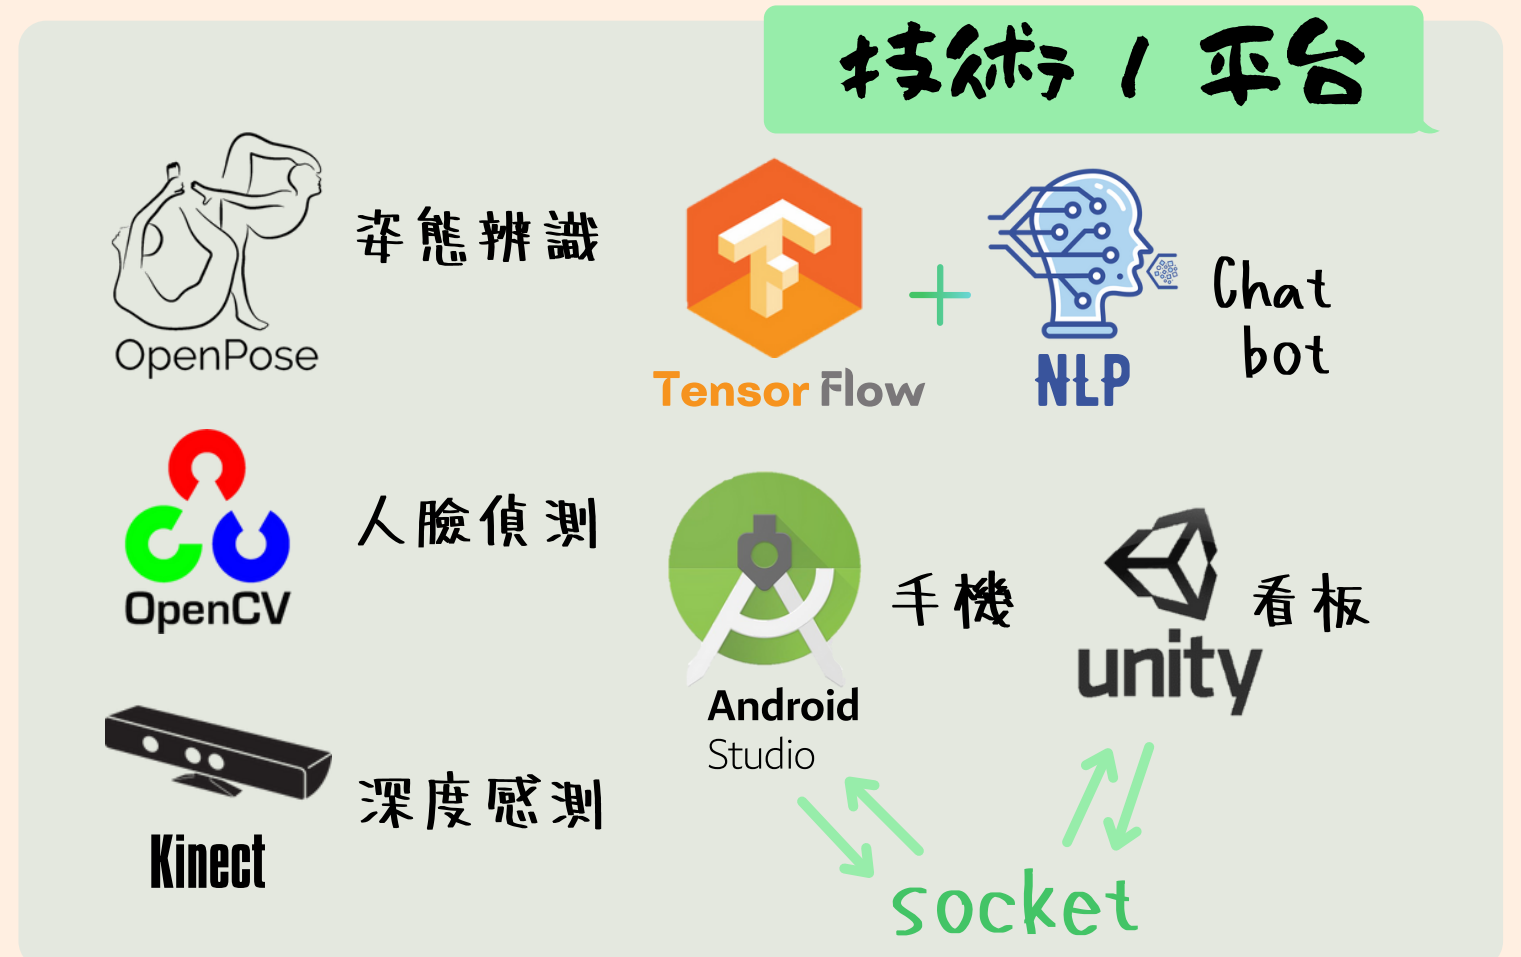 技術 / 平台
OpenPose
姿態辨識
Tensor Flow
NLP
Chat
bot
OpenCV
人臉偵測
Android
Studio
手機
unity
看板
Kinect
深度感測
socket